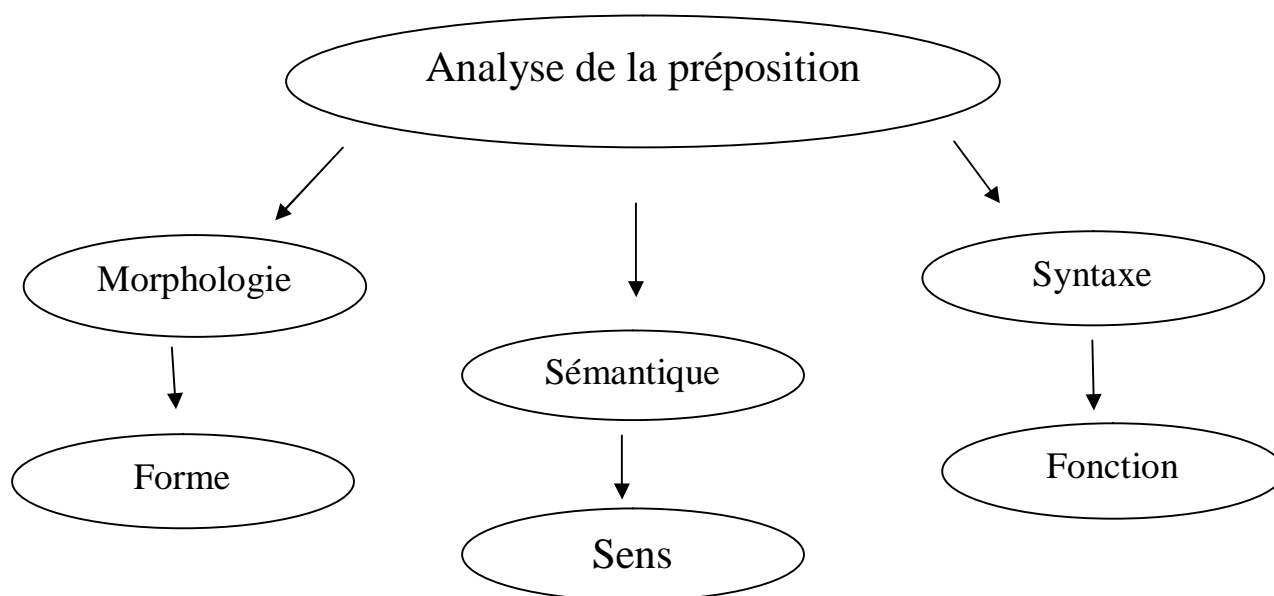 Analyse de la préposition
Morphologie
Syntaxe
Sémantique
Forme
Fonction
Sens